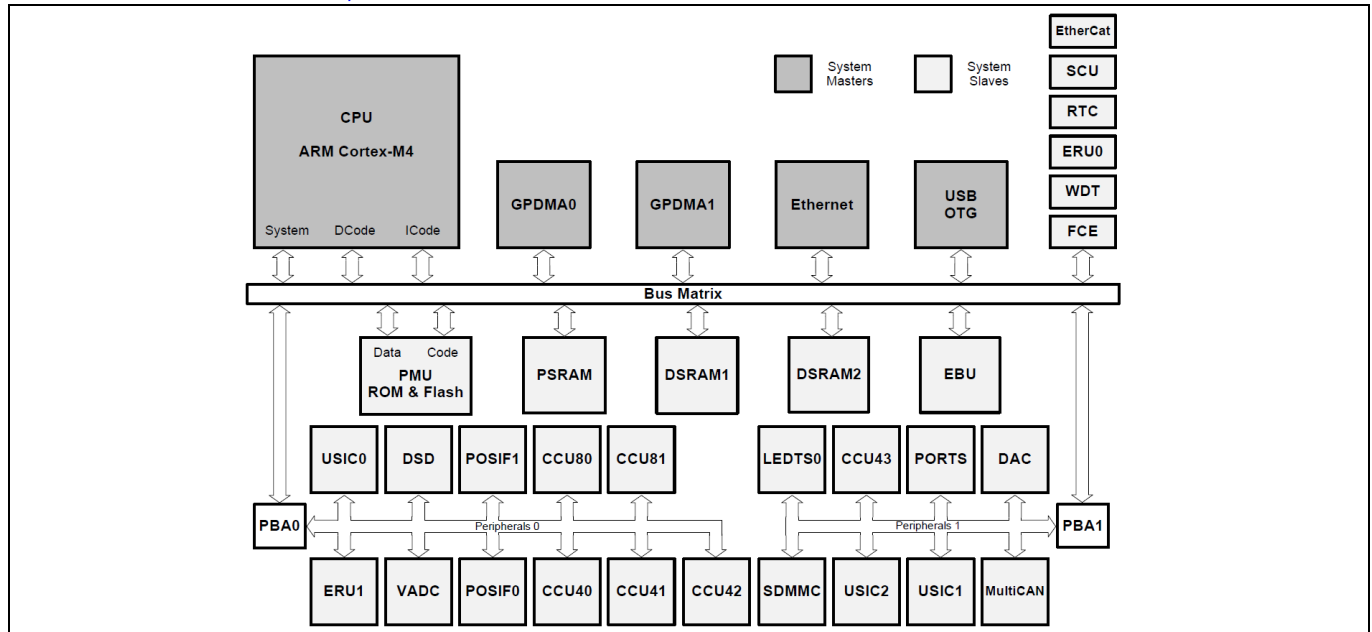 EtherCat
System
Masters
System
Slaves
SCU
CPU
ARM Cortex-M4
RTC
ERU0
GPDMA0
GPDMA1
Ethernet
USB
OTG
WDT
System DCode ICode
FCE
Bus Matrix
Data Code
PMU
ROM & Flash
PSRAM
DSRAM1
DSRAM2
EBU
USIC0
DSD
POSIF1
CCU80
CCU81
LEDTS0
CCU43
PORTS
DAC
PBA0
Peripherals 0
Peripherals 1
PBA1
ERU1
VADC
POSIF0
CCU40
CCU41
CCU42
SDMMC
USIC2
USIC1
MultiCAN